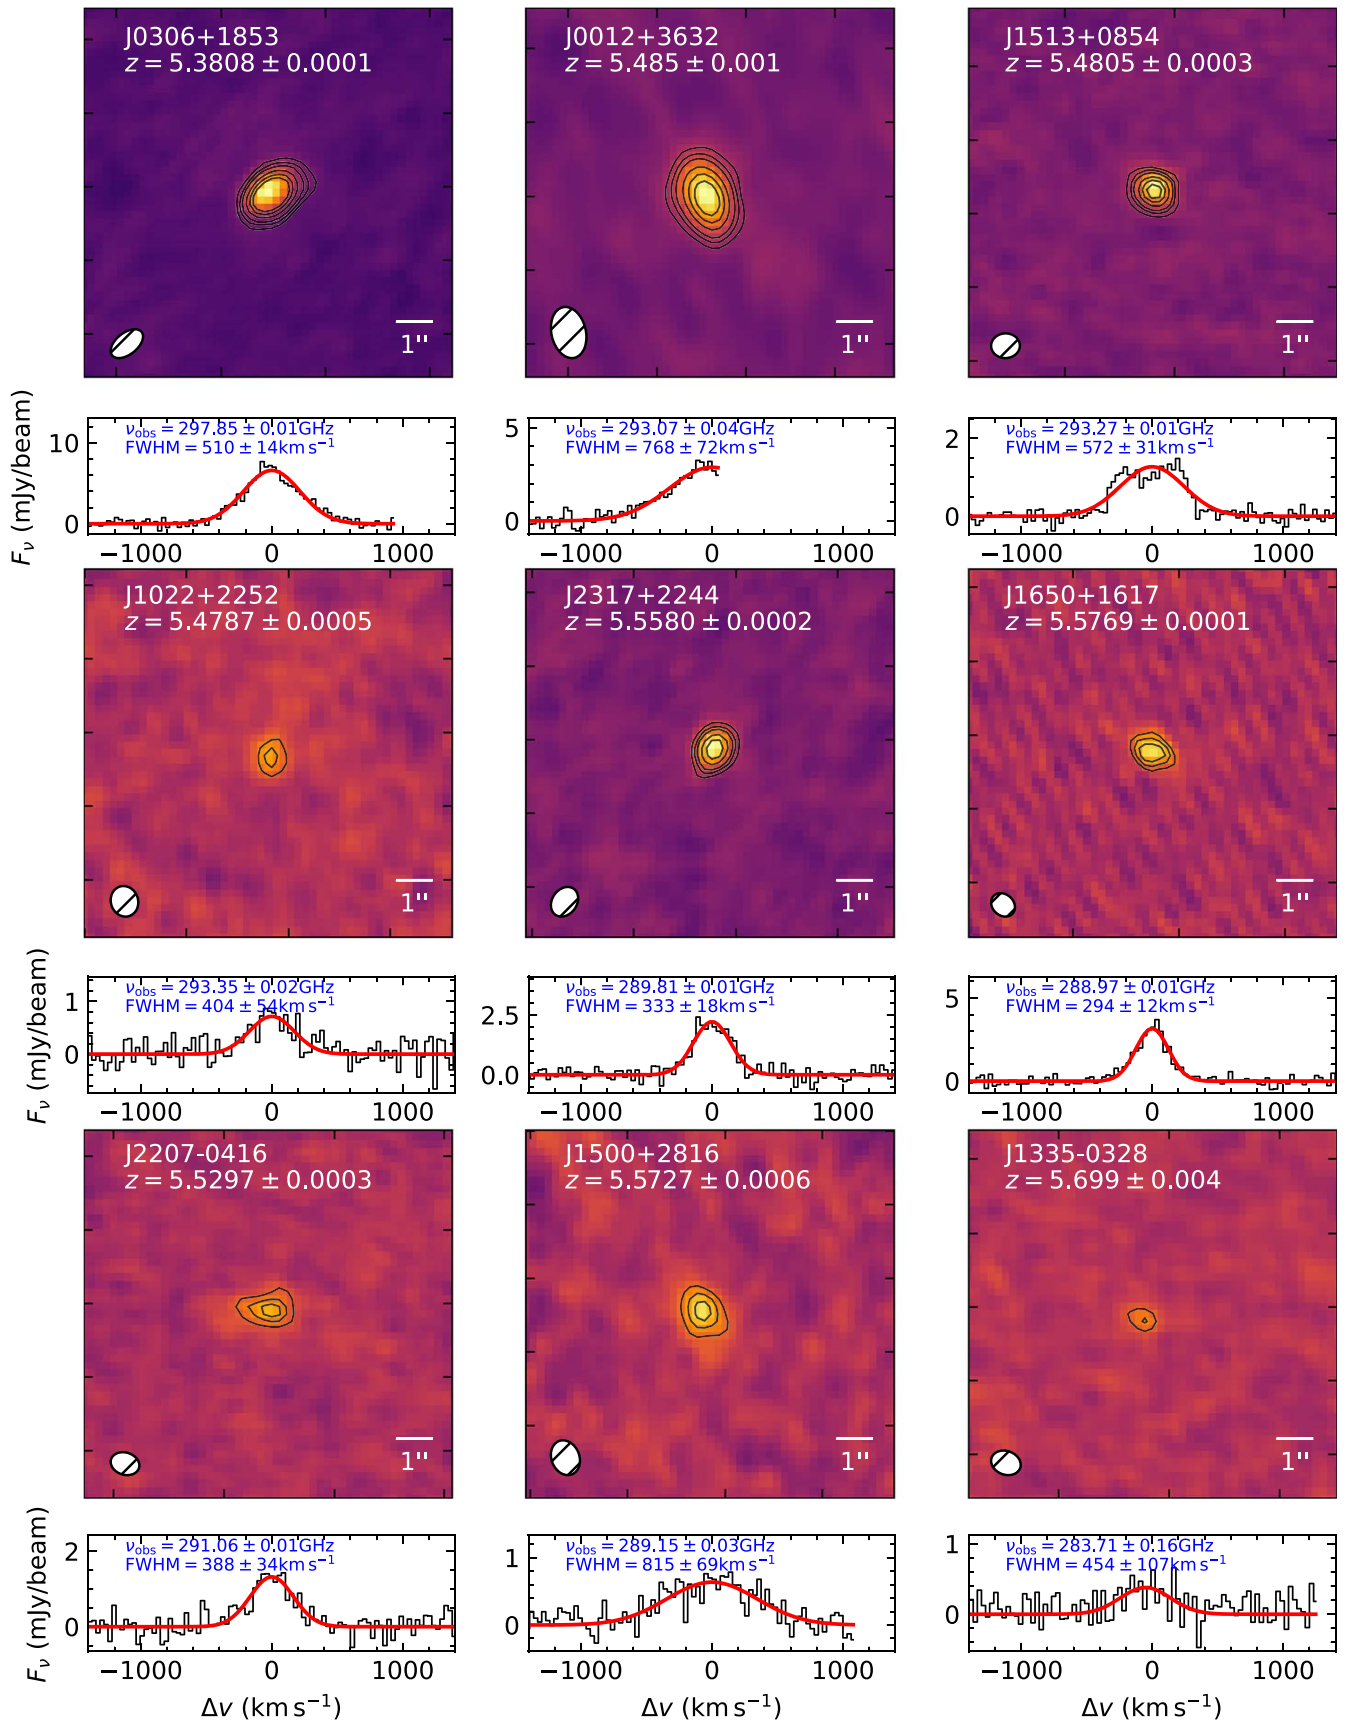 J0306+1853
z = 5.3808 ± 0.0001
1"
J0012+3632
z = 5.485 ± 0.001
1"
J1513+0854
z = 5.4805 ± 0.0003
1"
Fν (mJy/beam)
10
0
νobs = 297.85 ± 0.01GHz
FWHM = 510 ± 14km s⁻¹
−1000 0 1000
5
0
νobs = 293.07 ± 0.04GHz
FWHM = 768 ± 72km s⁻¹
−1000 0 1000
2
0
νobs = 293.27 ± 0.01GHz
FWHM = 572 ± 31km s⁻¹
−1000 0 1000
J1022+2252
z = 5.4787 ± 0.0005
1"
J2317+2244
z = 5.5580 ± 0.0002
1"
J1650+1617
z = 5.5769 ± 0.0001
1"
Fν (mJy/beam)
1
0
νobs = 293.35 ± 0.02GHz
FWHM = 404 ± 54km s⁻¹
−1000 0 1000
2.5
0.0
νobs = 289.81 ± 0.01GHz
FWHM = 333 ± 18km s⁻¹
−1000 0 1000
5
0
νobs = 288.97 ± 0.01GHz
FWHM = 294 ± 12km s⁻¹
−1000 0 1000
J2207-0416
z = 5.5297 ± 0.0003
1"
J1500+2816
z = 5.5727 ± 0.0006
1"
J1335-0328
z = 5.699 ± 0.004
1"
Fν (mJy/beam)
2
0
νobs = 291.06 ± 0.01GHz
FWHM = 388 ± 34km s⁻¹
−1000 0 1000
Δv (km s⁻¹)
1
0
νobs = 289.15 ± 0.03GHz
FWHM = 815 ± 69km s⁻¹
−1000 0 1000
Δv (km s⁻¹)
1
0
νobs = 283.71 ± 0.16GHz
FWHM = 454 ± 107km s⁻¹
−1000 0 1000
Δv (km s⁻¹)